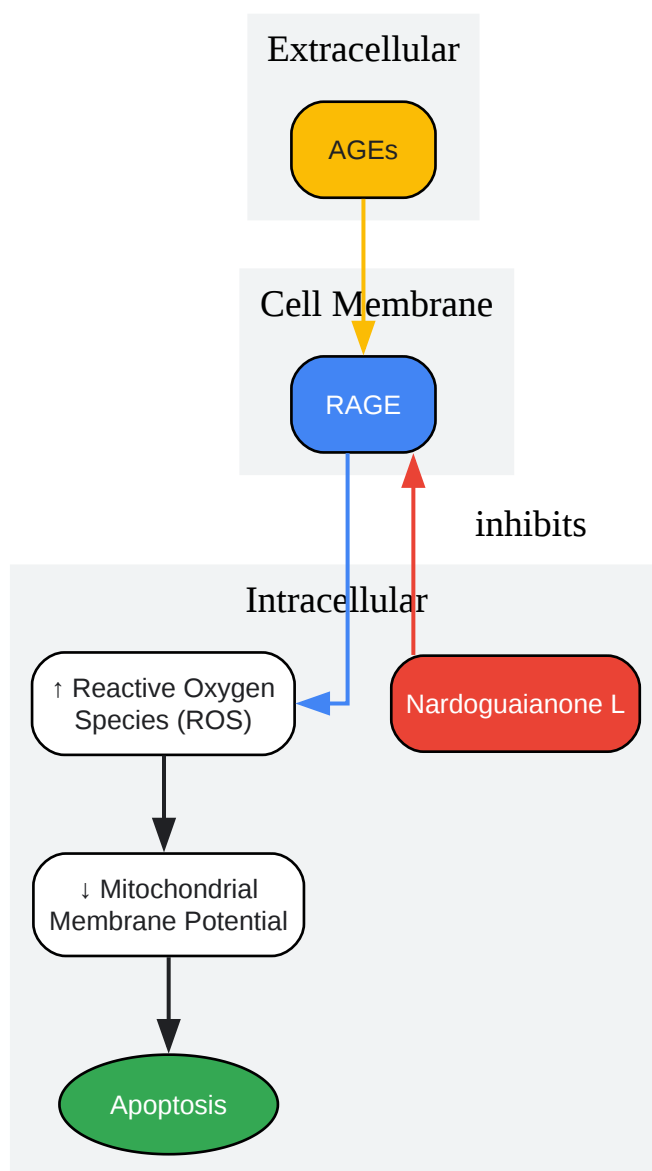 Extracellular
AGEs
Cell Membrane
RAGE
inhibits
Intracellular
↑ Reactive Oxygen
Species (ROS)
Nardoguaianone L
↓ Mitochondrial
Membrane Potential
Apoptosis